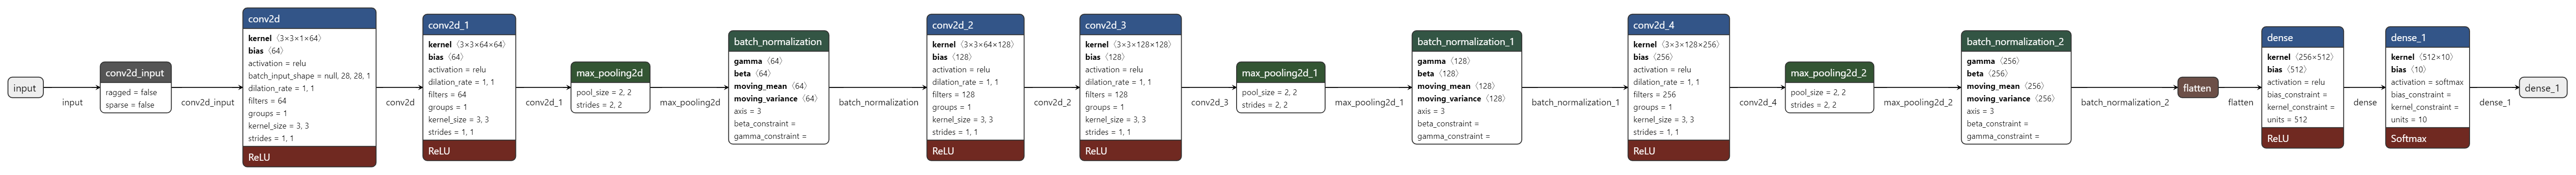 input
input
conv2d_input
ragged = false
sparse = false
conv2d_input
conv2d
kernel〈3×3×1×64〉
bias〈64〉
activation = relu
batch_input_shape = null, 28, 28, 1
dilation_rate = 1, 1
filters = 64
groups = 1
kernel_size = 3, 3
strides = 1, 1
ReLU
conv2d
conv2d_1
kernel〈3×3×64×64〉
bias〈64〉
activation = relu
dilation_rate = 1, 1
filters = 64
groups = 1
kernel_size = 3, 3
strides = 1, 1
ReLU
conv2d_1
max_pooling2d
pool_size = 2, 2
strides = 2, 2
max_pooling2d
batch_normalization
gamma〈64〉
beta〈64〉
moving_mean〈64〉
moving_variance〈64〉
axis = 3
beta_constraint =
gamma_constraint =
batch_normalization
conv2d_2
kernel〈3×3×64×128〉
bias〈128〉
activation = relu
dilation_rate = 1, 1
filters = 128
groups = 1
kernel_size = 3, 3
strides = 1, 1
ReLU
conv2d_2
conv2d_3
kernel〈3×3×128×128〉
bias〈128〉
activation = relu
dilation_rate = 1, 1
filters = 128
groups = 1
kernel_size = 3, 3
strides = 1, 1
ReLU
conv2d_3
max_pooling2d_1
pool_size = 2, 2
strides = 2, 2
max_pooling2d_1
batch_normalization_1
gamma〈128〉
beta〈128〉
moving_mean〈128〉
moving_variance〈128〉
axis = 3
beta_constraint =
gamma_constraint =
batch_normalization_1
conv2d_4
kernel〈3×3×128×256〉
bias〈256〉
activation = relu
dilation_rate = 1, 1
filters = 256
groups = 1
kernel_size = 3, 3
strides = 1, 1
ReLU
conv2d_4
max_pooling2d_2
pool_size = 2, 2
strides = 2, 2
max_pooling2d_2
batch_normalization_2
gamma〈256〉
beta〈256〉
moving_mean〈256〉
moving_variance〈256〉
axis = 3
beta_constraint =
gamma_constraint =
batch_normalization_2
flatten
flatten
dense
kernel〈256×512〉
bias〈512〉
activation = relu
bias_constraint =
kernel_constraint =
units = 512
ReLU
dense
dense_1
kernel〈512×10〉
bias〈10〉
activation = softmax
bias_constraint =
kernel_constraint =
units = 10
Softmax
dense_1
dense_1